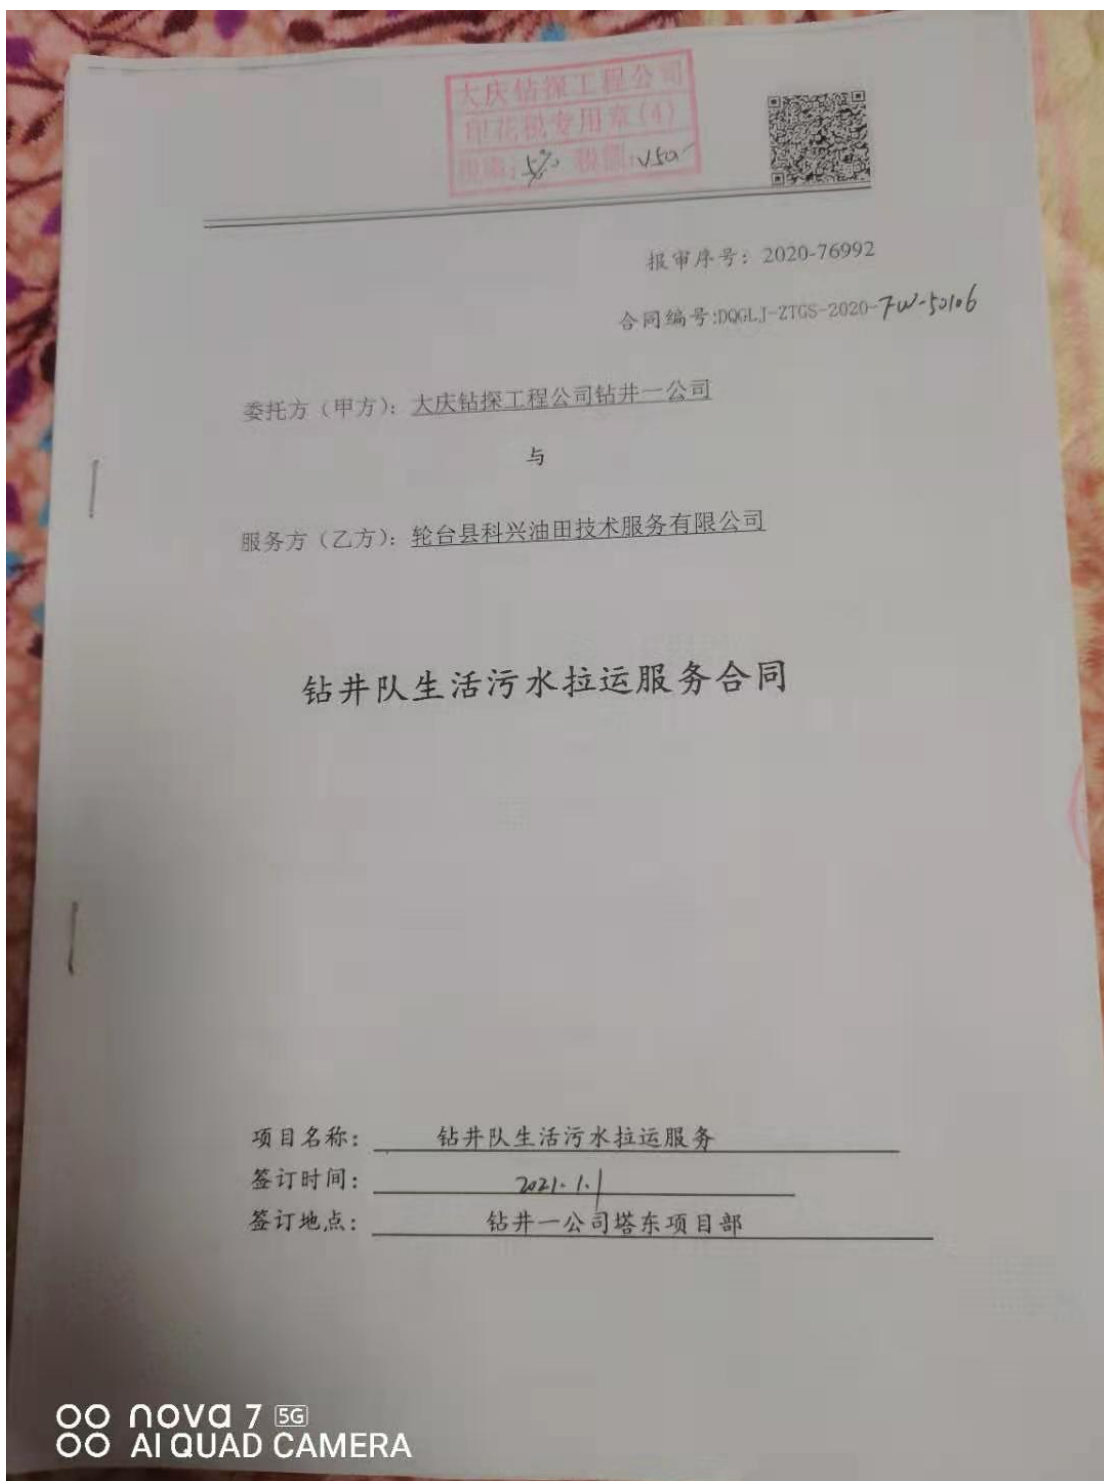 大庆钻探工程公司
印花税专用章(4)
税额:
报审序号：2020-76992
合同编号:DQGLJ-ZTGS-2020-FW-50106
委托方（甲方）：大庆钻探工程公司钻井一公司
与
服务方（乙方）：轮台县科兴油田技术服务有限公司
钻井队生活污水拉运服务合同
项目名称：钻井队生活污水拉运服务
签订时间：2021.1.1
签订地点：钻井一公司塔东项目部
nova 7 5G
AI QUAD CAMERA